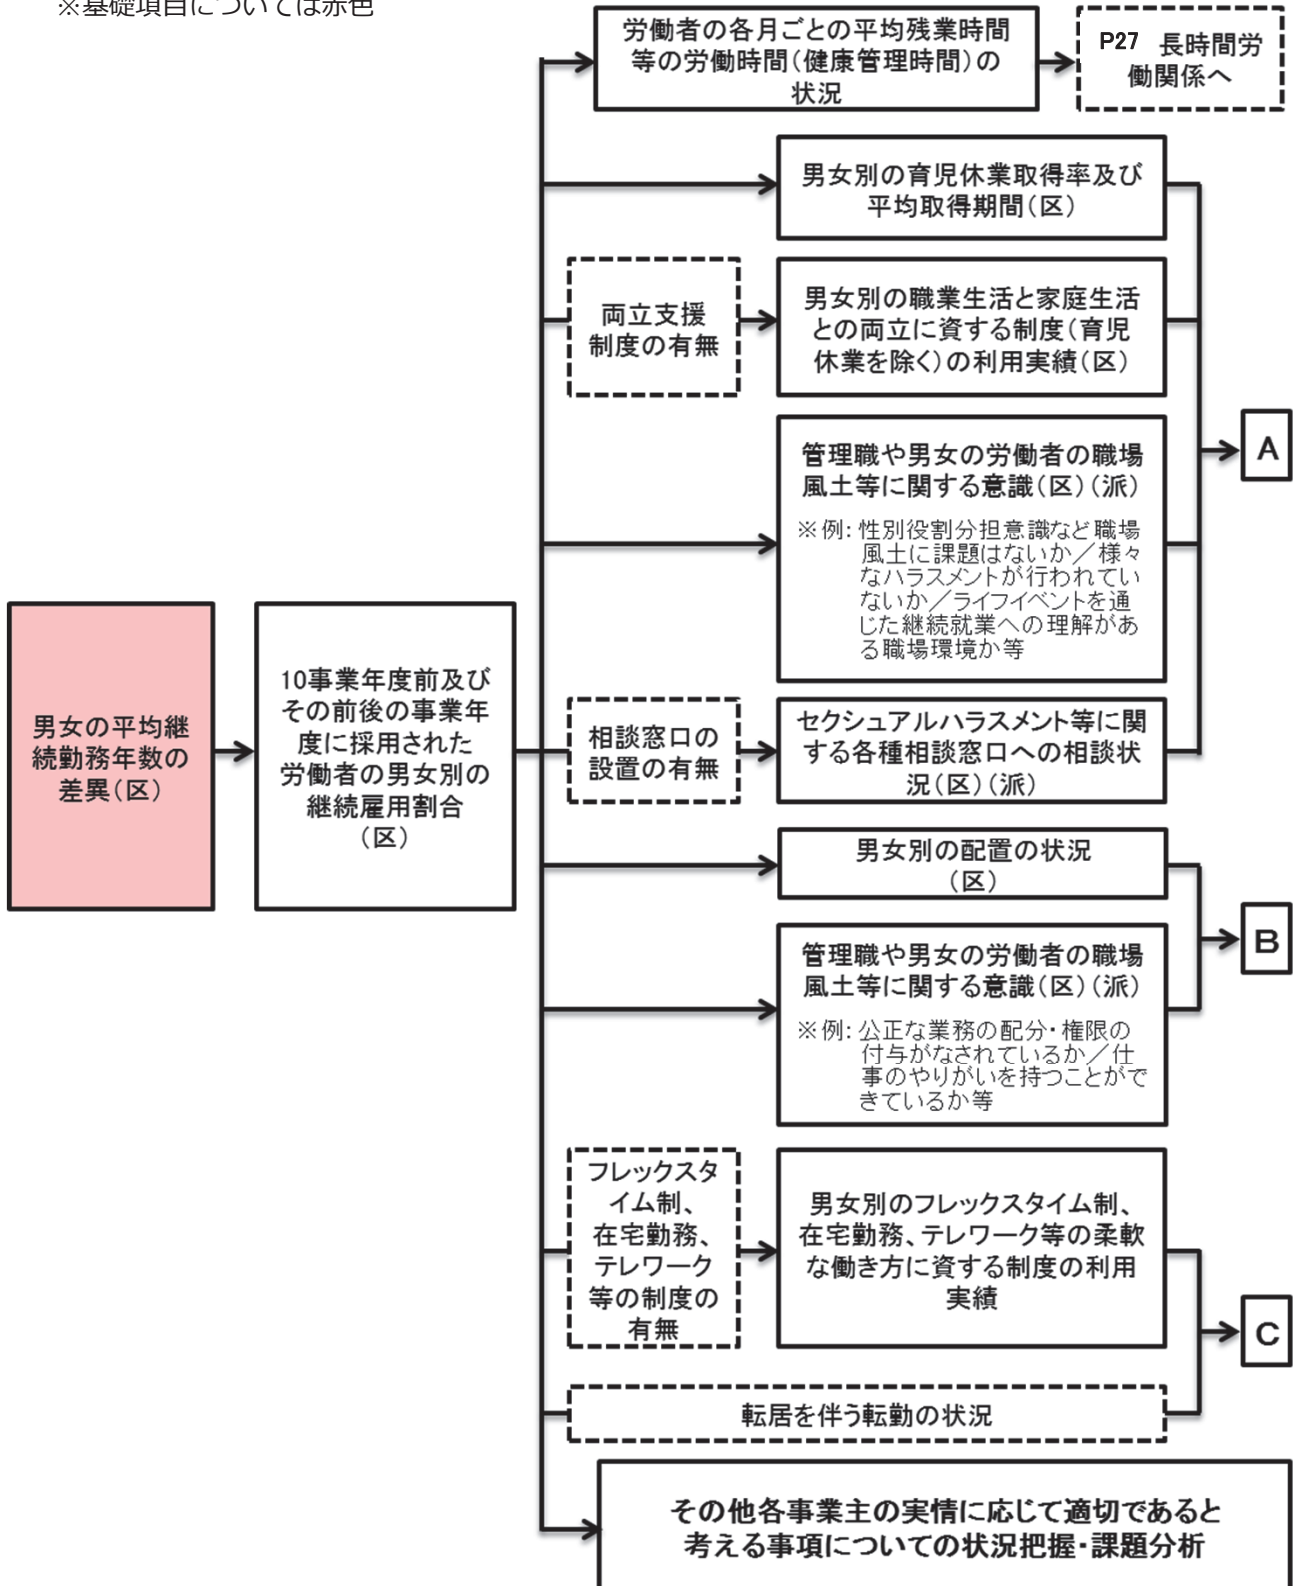 ※基礎項目については赤色
労働者の各月ごとの平均残業時間
等の労働時間(健康管理時間)の
状況
P27 長時間労
働関係へ
男女別の育児休業取得率及び
平均取得期間(区)
両立支援
制度の有無
男女別の職業生活と家庭生活
との両立に資する制度(育児
休業を除く)の利用実績(区)
管理職や男女の労働者の職場
風土等に関する意識(区)(派)
※例:性別役割分担意識など職場
風土に課題はないか/様々
なハラスメントが行われてい
ないか/ライフイベントを通
じた継続就業への理解があ
る職場環境か等
A
男女の平均継
続勤務年数の
差異(区)
10事業年度前及び
その前後の事業年
度に採用された
労働者の男女別の
継続雇用割合
(区)
相談窓口の
設置の有無
セクシュアルハラスメント等に関
する各種相談窓口への相談状
況(区)(派)
男女別の配置の状況
(区)
管理職や男女の労働者の職場
風土等に関する意識(区)(派)
※例:公正な業務の配分・権限の
付与がなされているか/仕
事のやりがいを持つことがで
きているか等
B
フレックスタ
イム制、
在宅勤務、
テレワーク
等の制度の
有無
男女別のフレックスタイム制、
在宅勤務、テレワーク等の柔軟
な働き方に資する制度の利用
実績
C
転居を伴う転勤の状況
その他各事業主の実情に応じて適切であると
考える事項についての状況把握・課題分析